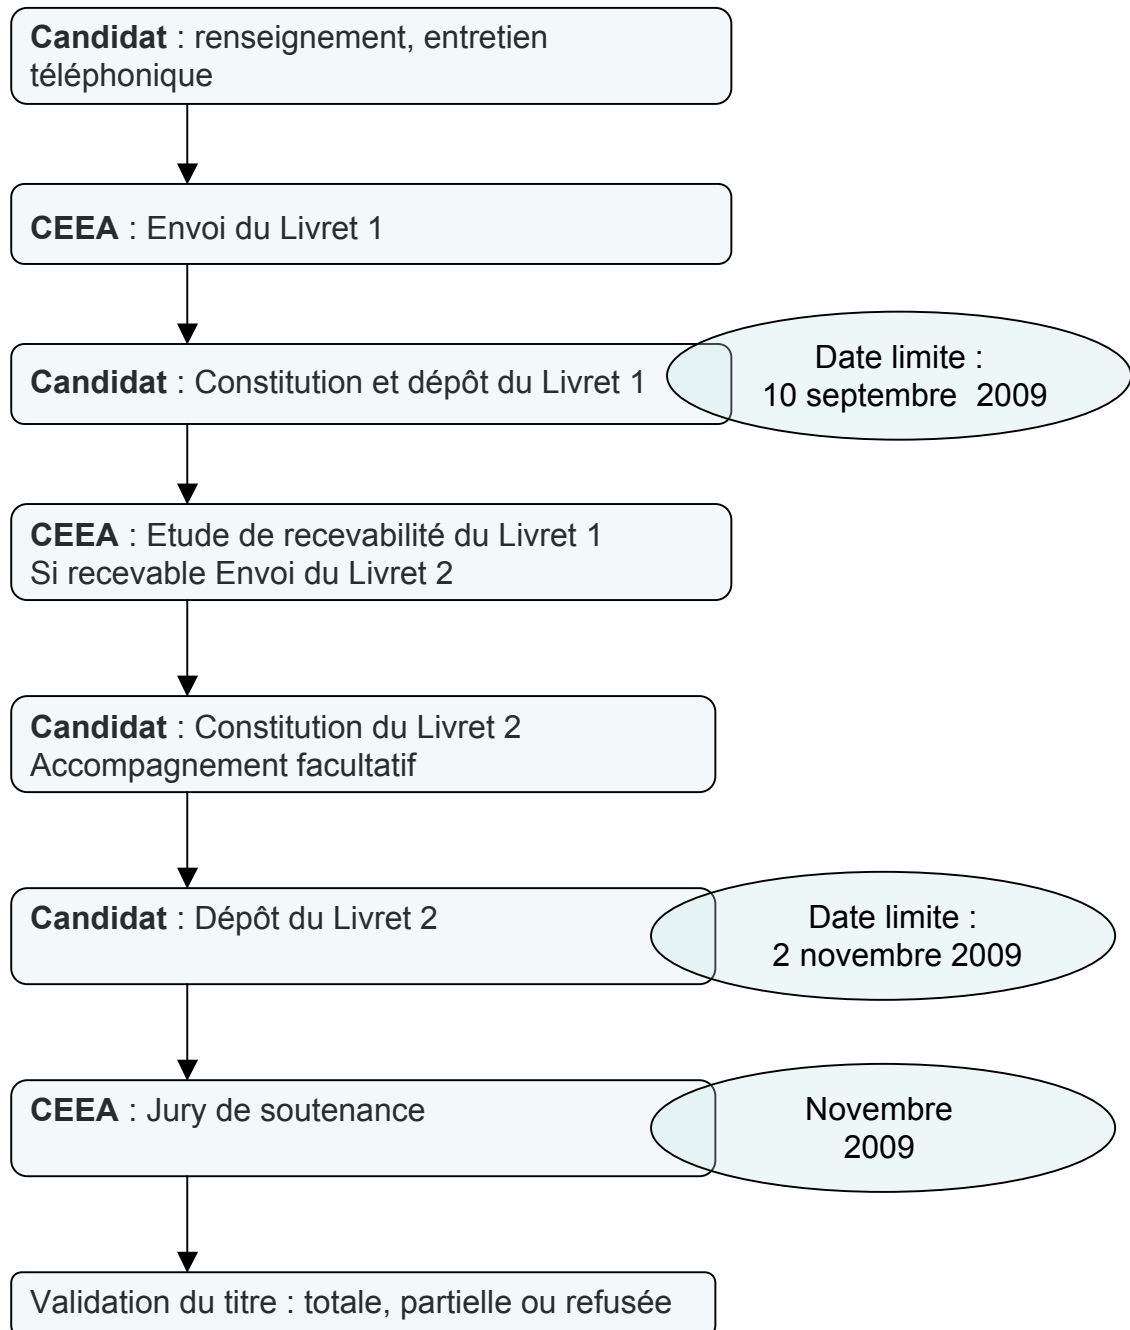 Candidat : renseignement, entretien
téléphonique
CEEA : Envoi du Livret 1
Candidat : Constitution et dépôt du Livret 1
Date limite :
10 septembre 2009
CEEA : Etude de recevabilité du Livret 1
Si recevable Envoi du Livret 2
Candidat : Constitution du Livret 2
Accompagnement facultatif
Candidat : Dépôt du Livret 2
Date limite :
2 novembre 2009
CEEA : Jury de soutenance
Novembre
2009
Validation du titre : totale, partielle ou refusée